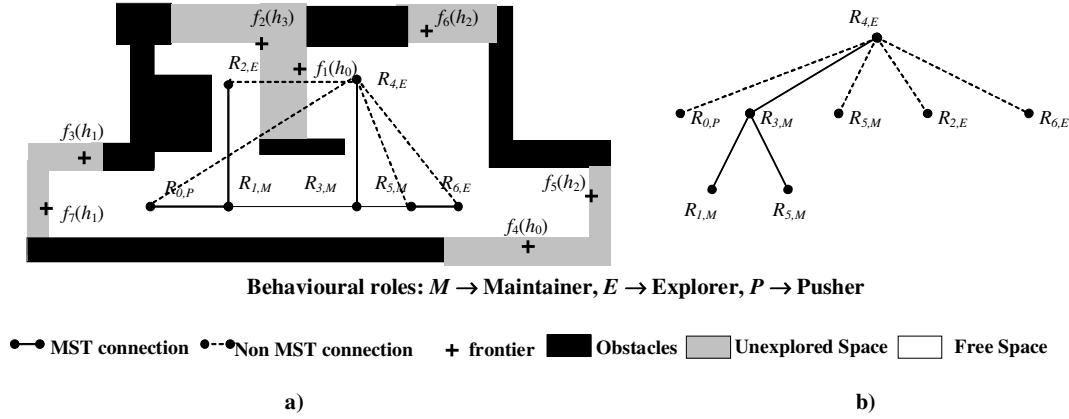 f2(h3)
f6(h2)
R2,E
f1(h0)
R4,E
f3(h1)
R0,P
R1,M
R3,M
R5,M
R6,E
f5(h2)
f7(h1)
f4(h0)
R4,E
R0,P
R3,M
R5,M
R2,E
R6,E
R1,M
R5,M
Behavioural roles: M → Maintainer, E → Explorer, P → Pusher
MST connection
Non MST connection
frontier
Obstacles
Unexplored Space
Free Space
a)
b)